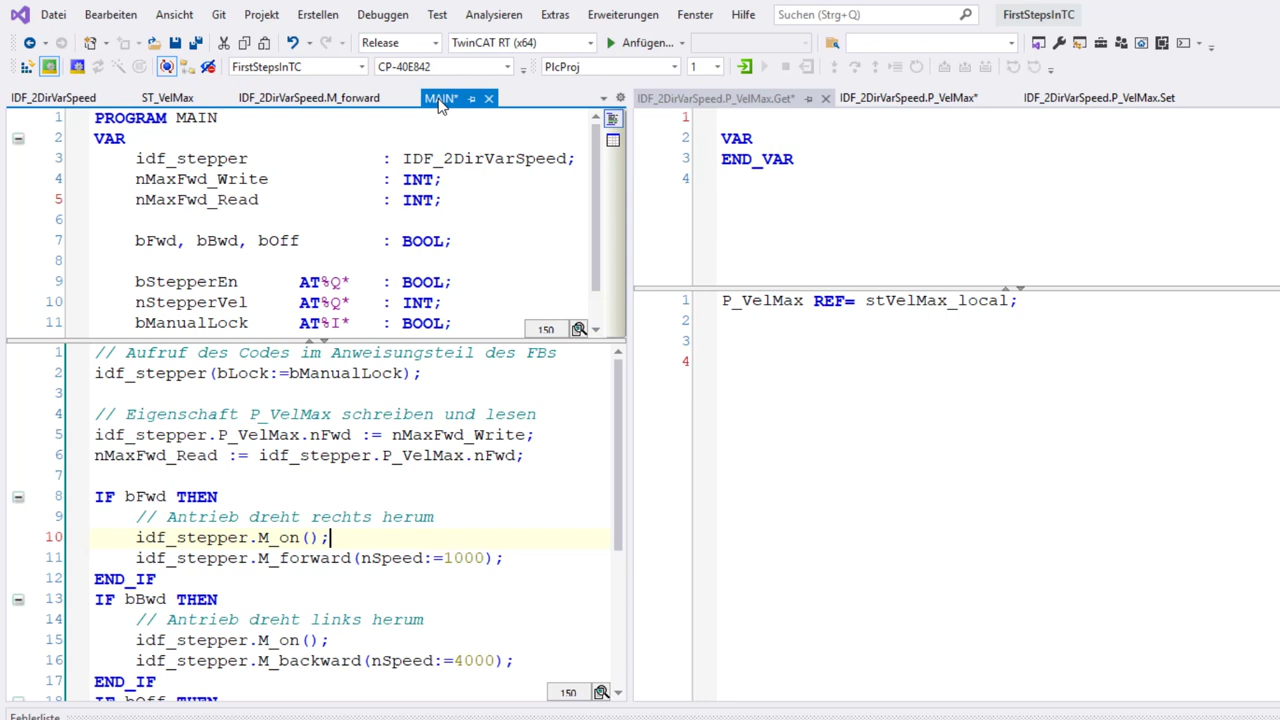 Datei Bearbeiten Ansicht Git Projekt Erstellen Debuggen Test Analysieren Extras Erweiterungen Fenster Hilfe Suchen (Strg+Q) FirstStepsInTC
Release TwinCAT RT (x64) Anfügen...
FirstStepsInTC CP-40E842 PlcProj 1
IDF_2DirVarSpeed ST_VelMax IDF_2DirVarSpeed.M_forward MAIN* IDF_2DirVarSpeed.P_VelMax.Get* IDF_2DirVarSpeed.P_VelMax* IDF_2DirVarSpeed.P_VelMax.Set
1 PROGRAM MAIN
2 VAR
3 idf_stepper : IDF_2DirVarSpeed;
4 nMaxFwd_Write : INT;
5 nMaxFwd_Read : INT;
6
7 bFwd, bBwd, bOff : BOOL;
8
9 bStepperEn AT%Q* : BOOL;
10 nStepperVel AT%Q* : INT;
11 bManualLock AT%I* : BOOL;
150
1 // Aufruf des Codes im Anweisungsteil des FBs
2 idf_stepper(bLock:=bManualLock);
3
4 // Eigenschaft P_VelMax schreiben und lesen
5 idf_stepper.P_VelMax.nFwd := nMaxFwd_Write;
6 nMaxFwd_Read := idf_stepper.P_VelMax.nFwd;
7
8 IF bFwd THEN
9 // Antrieb dreht rechts herum
10 idf_stepper.M_on();
11 idf_stepper.M_forward(nSpeed:=1000);
12 END_IF
13 IF bBwd THEN
14 // Antrieb dreht links herum
15 idf_stepper.M_on();
16 idf_stepper.M_backward(nSpeed:=4000);
17 END_IF
18 IF bOff THEN
150
1
2 VAR
3 END_VAR
4
1 P_VelMax REF= stVelMax_local;
2
3
4
Fehlerliste